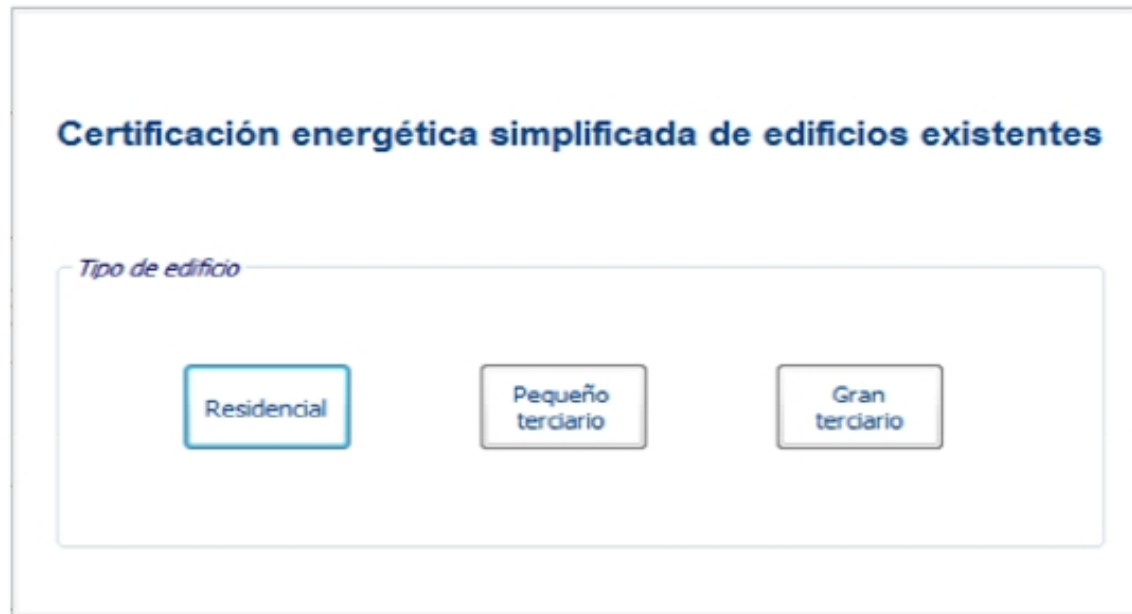 Certificación energética simplificada de edificios existentes
Tipo de edificio
Residencial
Pequeño
terciario
Gran
terciario